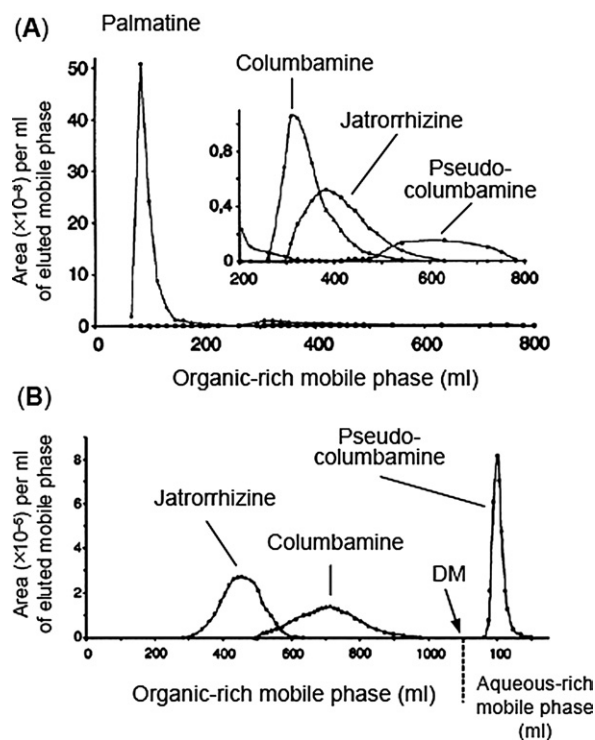 (A)
Palmatine
Columbamine
Jatrorrhizine
Pseudo-
columbamine
Area (×10⁻⁸) per ml
of eluted mobile phase
50
40
30
20
10
0
0,8
0,4
0,
200
400
600
800
0
200
400
600
800
Organic-rich mobile phase (ml)
(B)
Pseudo-
columbamine
Jatrorrhizine
Columbamine
DM
Area (×10⁻⁵) per ml
of eluted mobile phase
8
6
4
2
0
0
200
400
600
800
1000
100
Organic-rich mobile phase (ml)
Aqueous-rich
mobile phase
(ml)